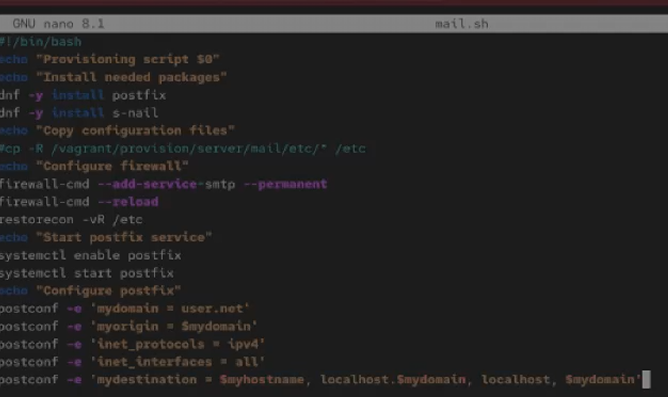 GNU nano 8.1 mail.sh
#!/bin/bash
echo "Provisioning script $0"
echo "Install needed packages"
dnf -y install postfix
dnf -y install s-nail
echo "Copy configuration files"
#cp -R /vagrant/provision/server/mail/etc/* /etc
echo "Configure firewall"
firewall-cmd --add-service=smtp --permanent
firewall-cmd --reload
restorecon -vR /etc
echo "Start postfix service"
systemctl enable postfix
systemctl start postfix
echo "Configure postfix"
postconf -e 'mydomain = user.net'
postconf -e 'myorigin = $mydomain'
postconf -e 'inet_protocols = ipv4'
postconf -e 'inet_interfaces = all'
postconf -e 'mydestination = $myhostname, localhost.$mydomain, localhost, $mydomain'